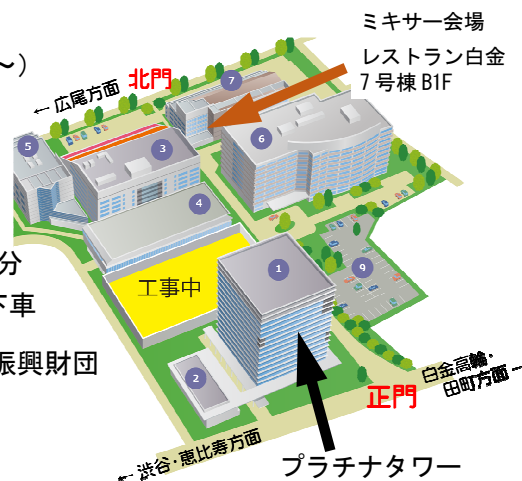 ミキサー会場
レストラン白金
7号棟 B1F
～）
← 広尾方面
北門
7
5
3
6
4
分
下車
工事中
1
9
振興財団
2
白金高輪・
田町方面 →
正門
← 渋谷・恵比寿方面
プラチナタワー